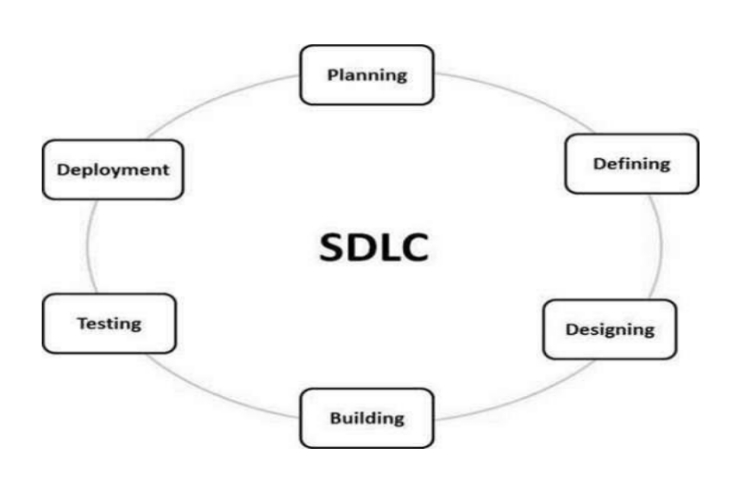 Planning
Defining
Designing
Building
Testing
Deployment
SDLC